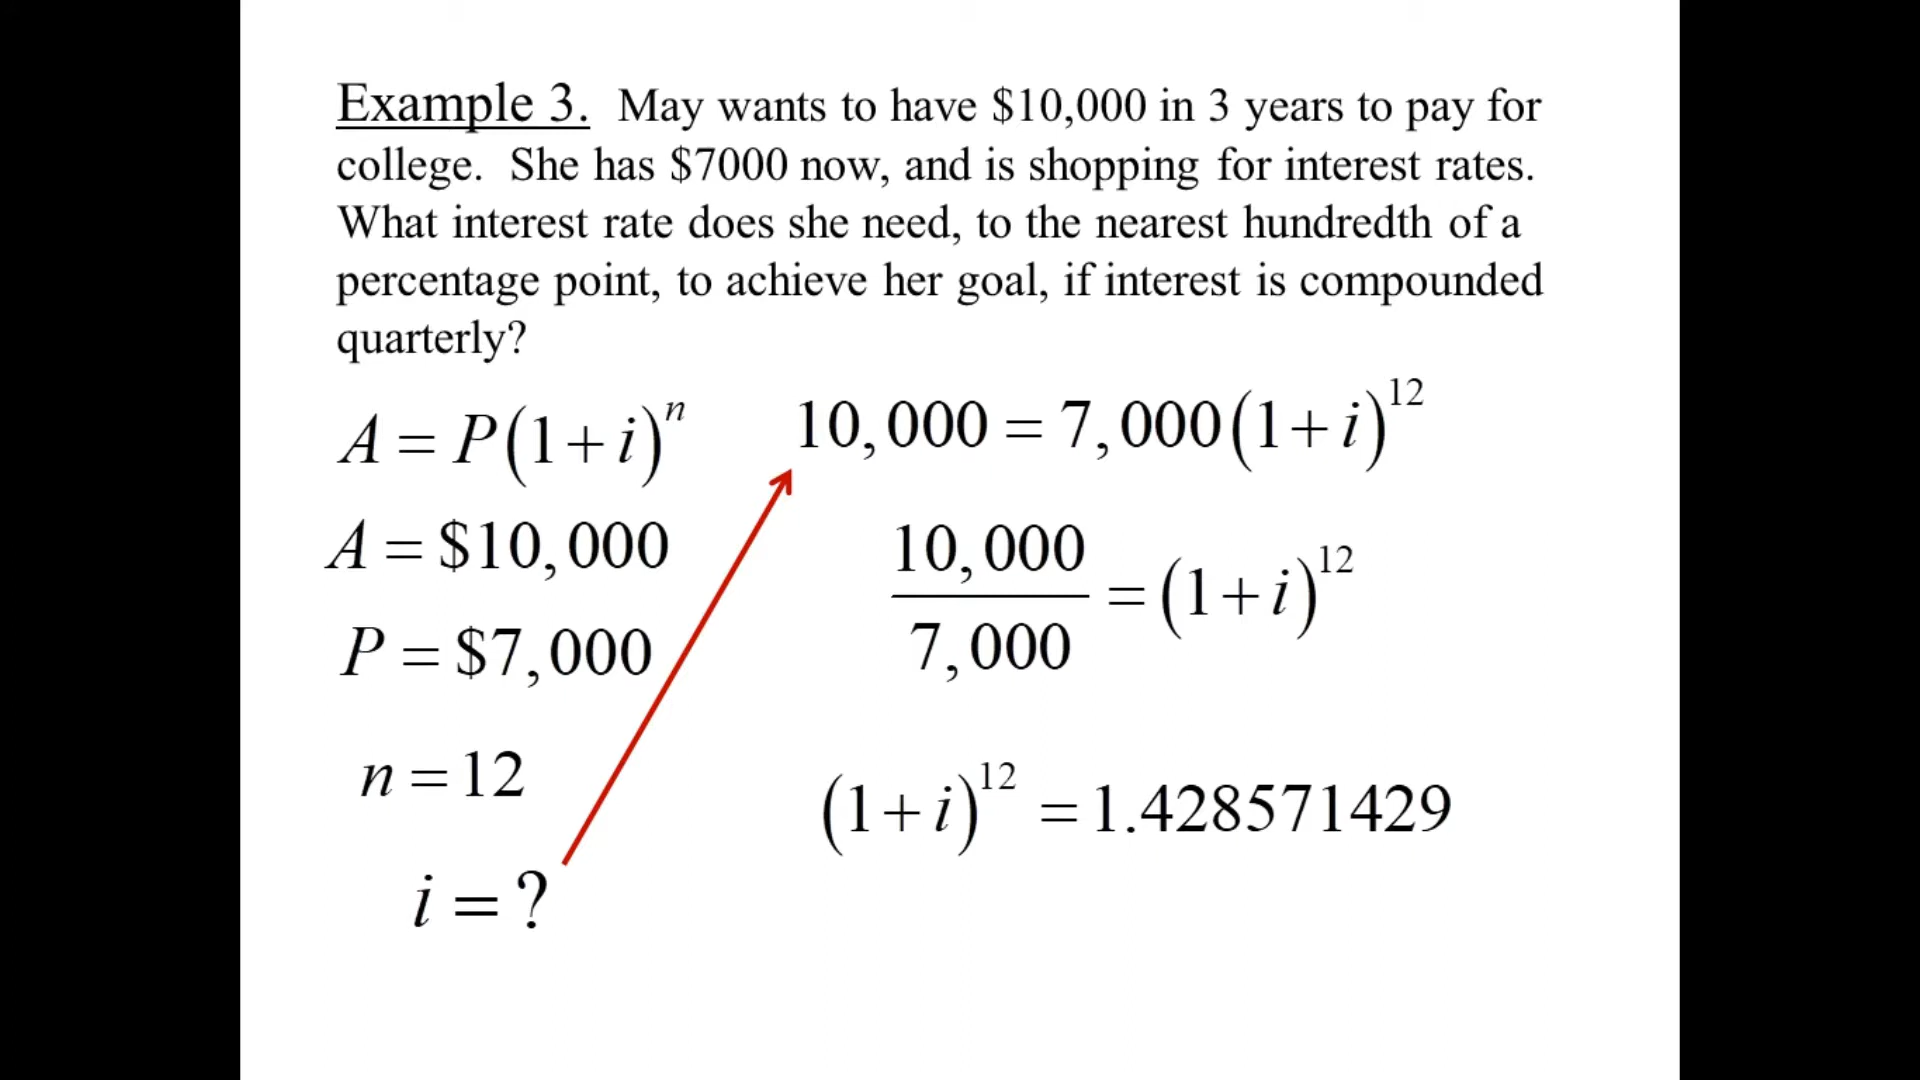 Example 3. May wants to have $10,000 in 3 years to pay for
college. She has $7000 now, and is shopping for interest rates.
What interest rate does she need, to the nearest hundredth of a
percentage point, to achieve her goal, if interest is compounded
quarterly?
A = P(1+i)^n
A = $10,000
P = $7,000
n = 12
i = ?
10,000 = 7,000(1+i)^12
10,000/7,000 = (1+i)^12
(1+i)^12 = 1.428571429